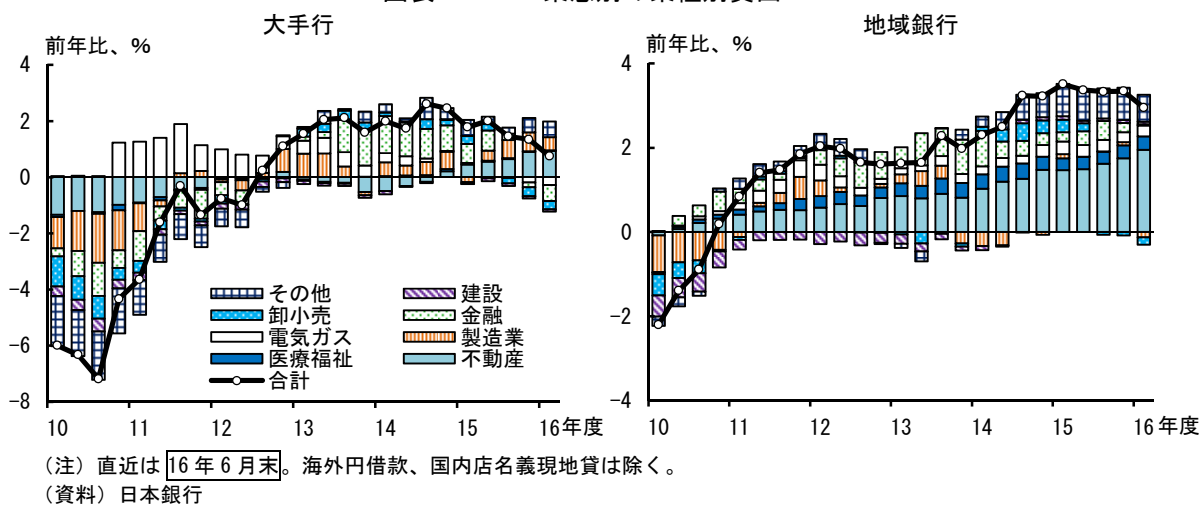 大手行
前年比、%
4
2
0
-2
-4
-6
-8
10
11
12
13
14
15
16年度
その他
建設
卸小売
金融
電気ガス
製造業
医療福祉
不動産
合計
地域銀行
前年比、%
4
2
0
-2
-4
10
11
12
13
14
15
16年度
(注)直近は16年6月末。海外円借款、国内店名義現地貸は除く。
(資料)日本銀行